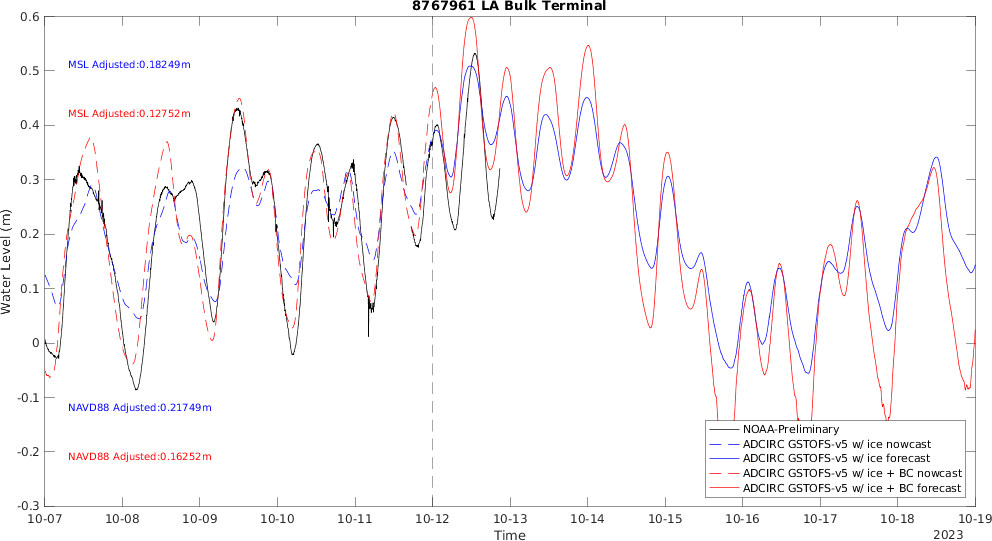 8767961 LA Bulk Terminal
0.6
0.5
0.4
0.3
0.2
0.1
0
-0.1
-0.2
-0.3
Water Level (m)
MSL Adjusted:0.18249m
MSL Adjusted:0.12752m
NAVD88 Adjusted:0.21749m
NAVD88 Adjusted:0.16252m
NOAA-Preliminary
ADCIRC GSTOFS-v5 w/ ice nowcast
ADCIRC GSTOFS-v5 w/ ice forecast
ADCIRC GSTOFS-v5 w/ ice + BC nowcast
ADCIRC GSTOFS-v5 w/ ice + BC forecast
10-07 10-08 10-09 10-10 10-11 10-12 10-13 10-14 10-15 10-16 10-17 10-18 10-19
Time
2023